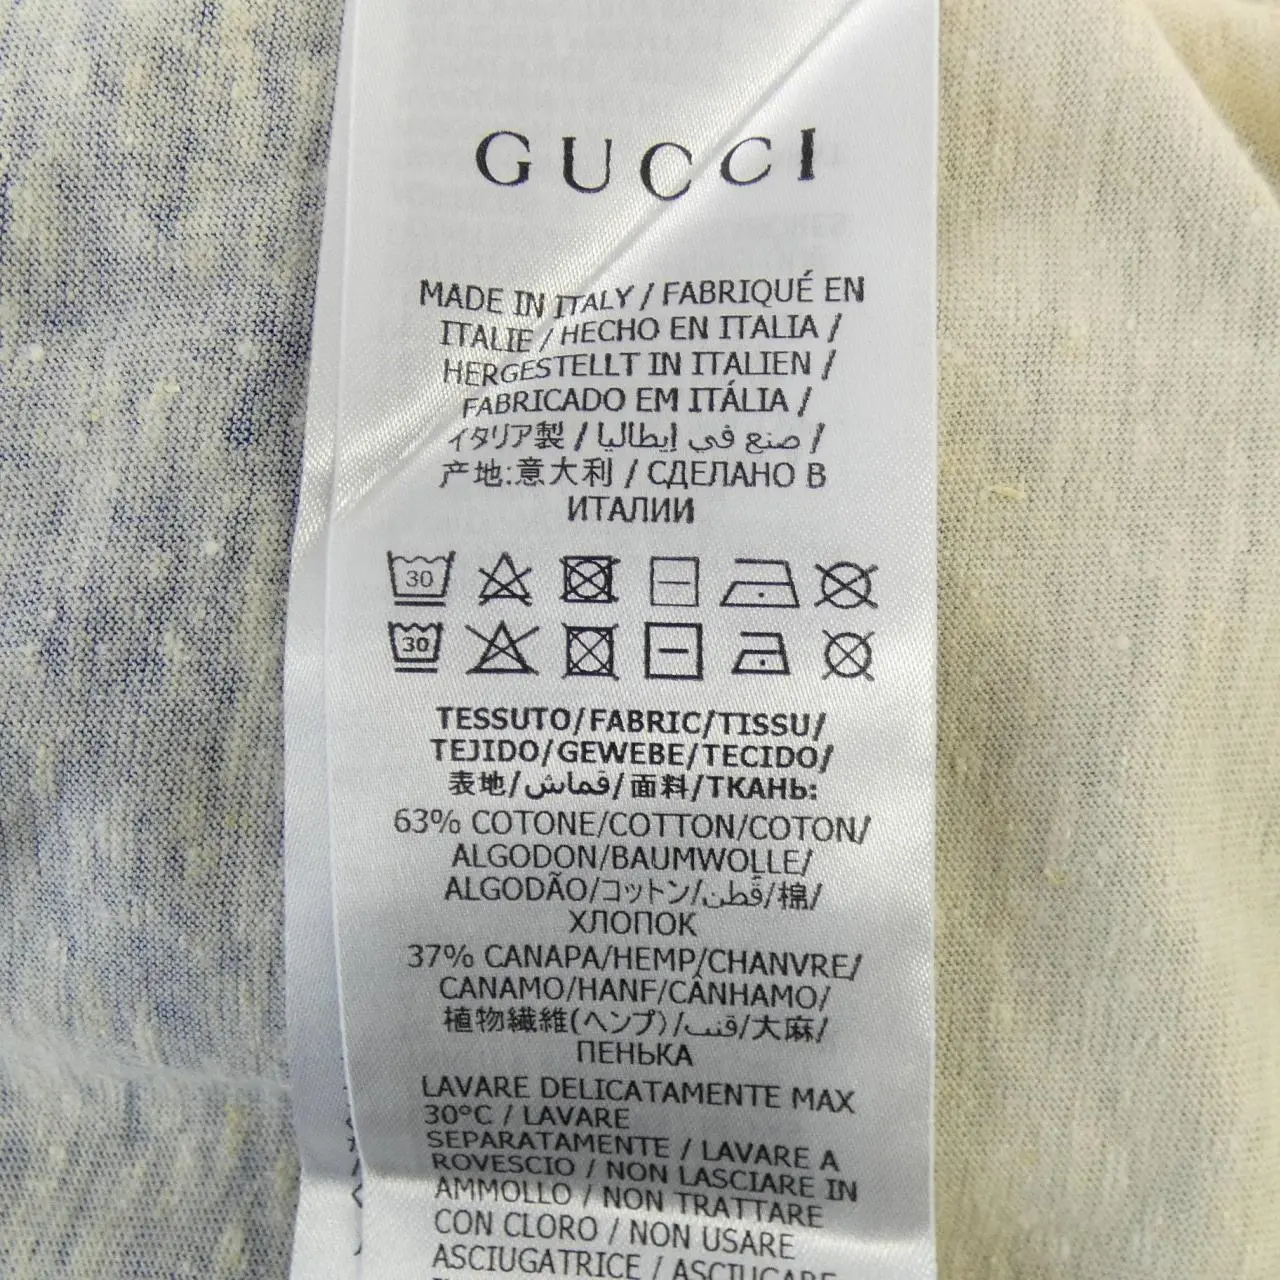 GUCCI
MADE IN ITALY / FABRIQUÉ EN
ITALIE / HECHO EN ITALIA /
HERGESTELLT IN ITALIEN /
FABRICADO EM ITÁLIA /
イタリア製 / صنع في إيطاليا /
产地:意大利 / СДЕЛАНО В
ИТАЛИИ
30
30
TESSUTO/FABRIC/TISSU/
TEJIDO/GEWEBE/TECIDO/
表地/قماش/面料/ТКАНЬ:
63% COTONE/COTTON/COTON/
ALGODON/BAUMWOLLE/
ALGODÃO/コットン/قطن/棉/
ХЛОПОК
37% CANAPA/HEMP/CHANVRE/
CANAMO/HANF/CÂNHAMO/
植物繊維(ヘンプ)/قنب/大麻/
ПЕНЬКА
LAVARE DELICATAMENTE MAX
30°C / LAVARE
SEPARATAMENTE / LAVARE A
ROVESCIO / NON LASCIARE IN
AMMOLLO / NON TRATTARE
CON CLORO / NON USARE
ASCIUGATRICE / ASCIUGARE